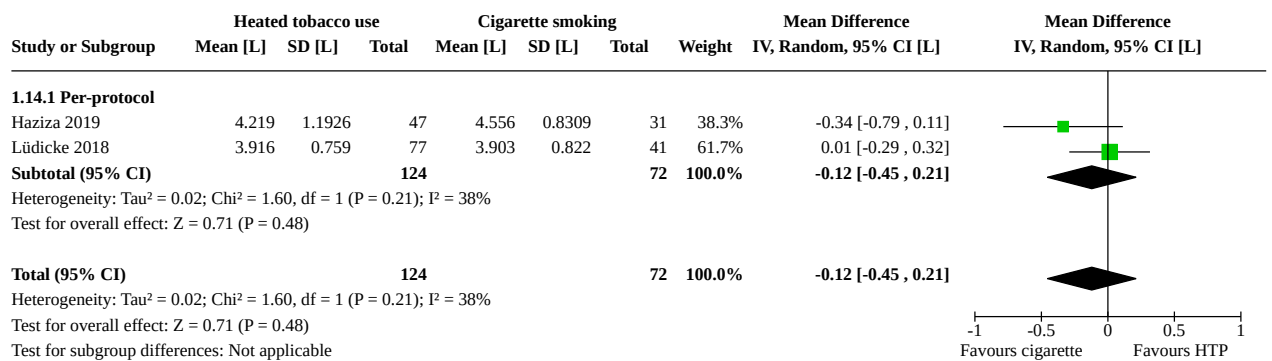 Heated tobacco use Cigarette smoking Mean Difference Mean Difference
Study or Subgroup Mean [L] SD [L] Total Mean [L] SD [L] Total Weight IV, Random, 95% CI [L] IV, Random, 95% CI [L]
1.14.1 Per-protocol
Haziza 2019 4.219 1.1926 47 4.556 0.8309 31 38.3% -0.34 [-0.79 , 0.11]
Lüdicke 2018 3.916 0.759 77 3.903 0.822 41 61.7% 0.01 [-0.29 , 0.32]
Subtotal (95% CI) 124 72 100.0% -0.12 [-0.45 , 0.21]
Heterogeneity: Tau² = 0.02; Chi² = 1.60, df = 1 (P = 0.21); I² = 38%
Test for overall effect: Z = 0.71 (P = 0.48)
Total (95% CI) 124 72 100.0% -0.12 [-0.45 , 0.21]
Heterogeneity: Tau² = 0.02; Chi² = 1.60, df = 1 (P = 0.21); I² = 38%
Test for overall effect: Z = 0.71 (P = 0.48) -1 -0.5 0 0.5 1
Test for subgroup differences: Not applicable Favours cigarette Favours HTP